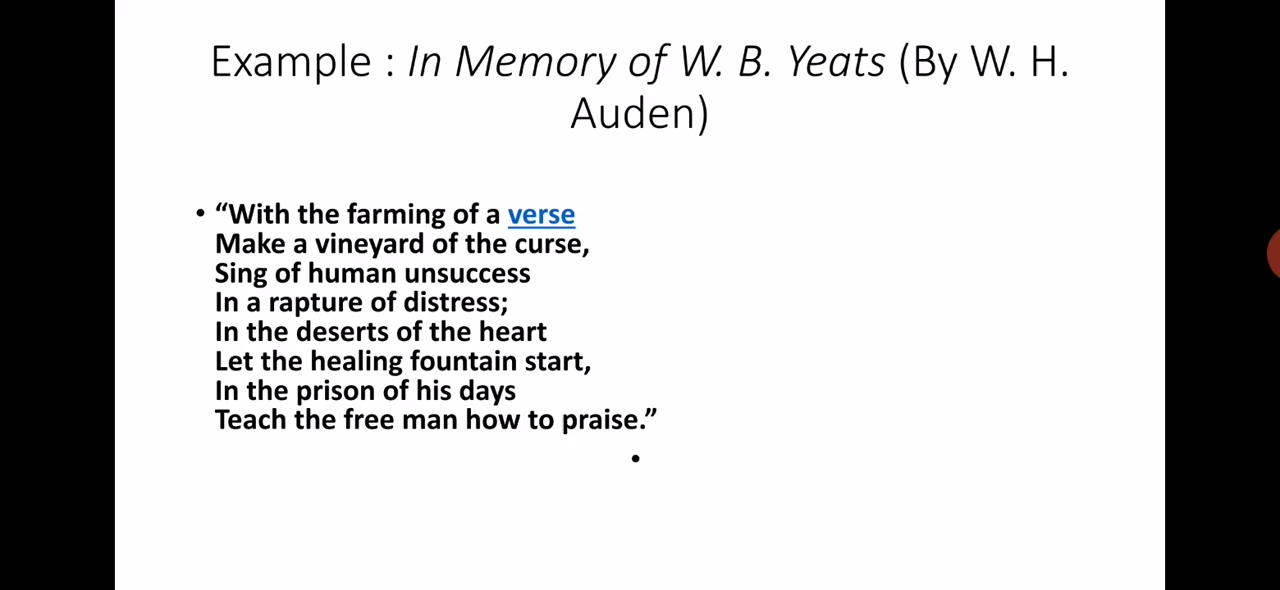 Example : In Memory of W. B. Yeats (By W. H.
Auden)
• “With the farming of a verse
Make a vineyard of the curse,
Sing of human unsuccess
In a rapture of distress;
In the deserts of the heart
Let the healing fountain start,
In the prison of his days
Teach the free man how to praise.”
•